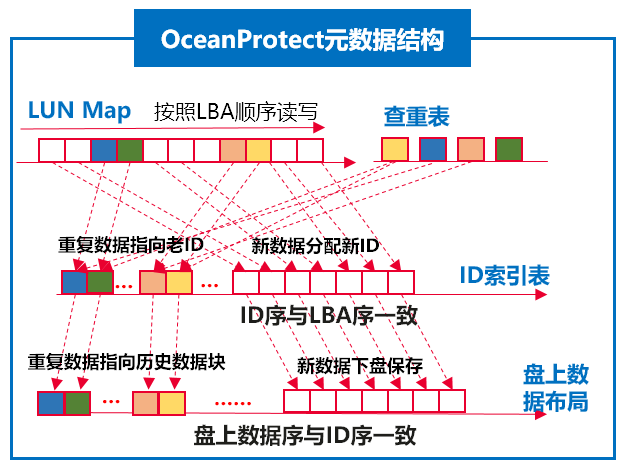 OceanProtect元数据结构
LUN Map 按照LBA顺序读写
查重表
重复数据指向老ID
新数据分配新ID
...
...
ID索引表
ID序与LBA序一致
重复数据指向历史数据块
新数据下盘保存
...
......
盘上数
据布局
盘上数据序与ID序一致